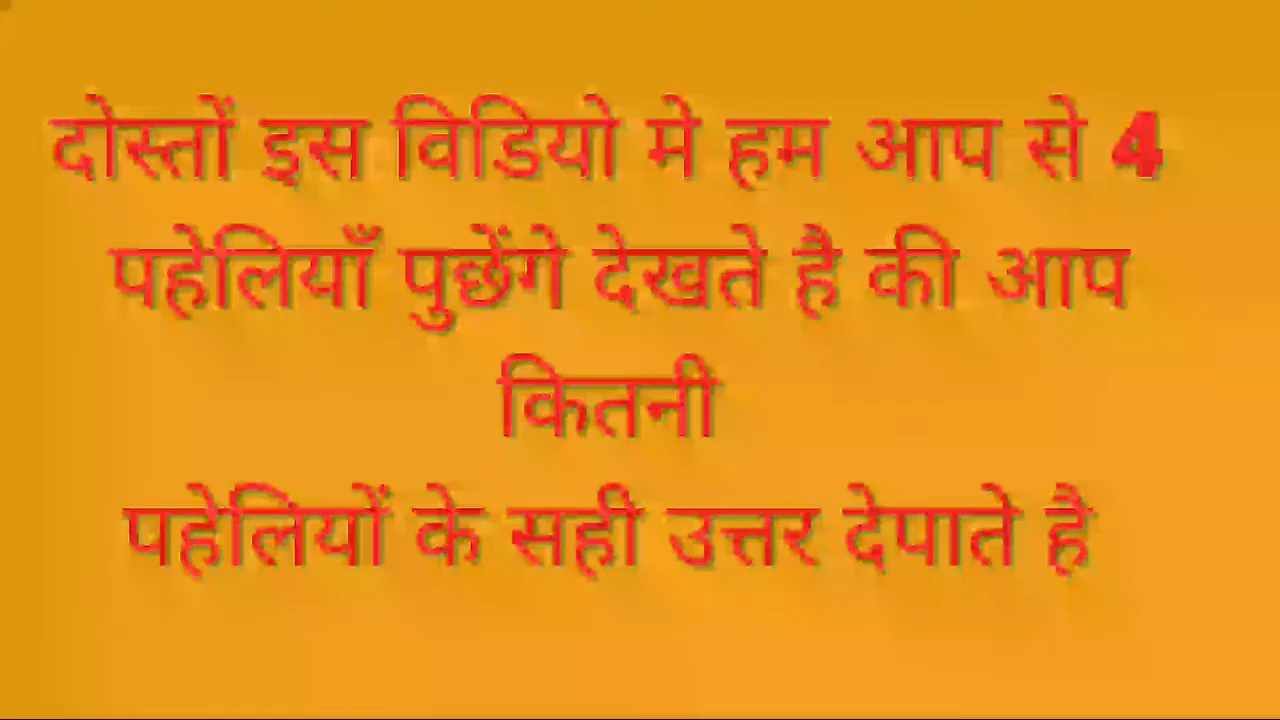 दोस्तों इस विडियो मे हम आप से 4
पहेलियाँ पुछेंगे देखते है की आप
कितनी
पहेलियों के सही उत्तर देपाते है